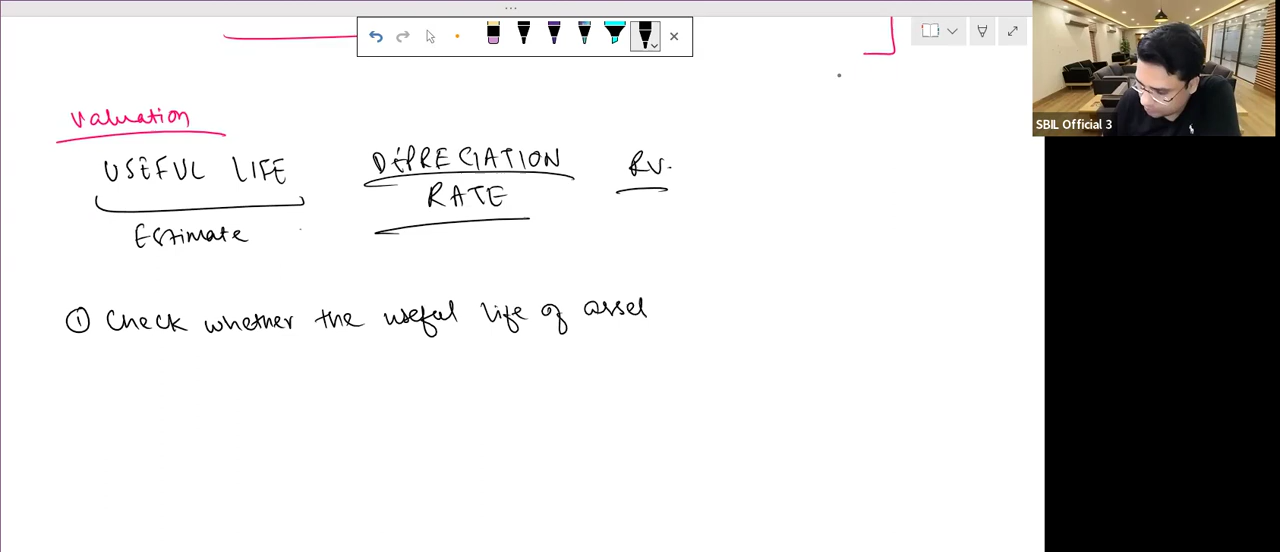 SBIL Official 3
Valuation
USEFUL LIFE DEPRECIATION RV.
RATE
Estimate
① Check whether the useful life of asset